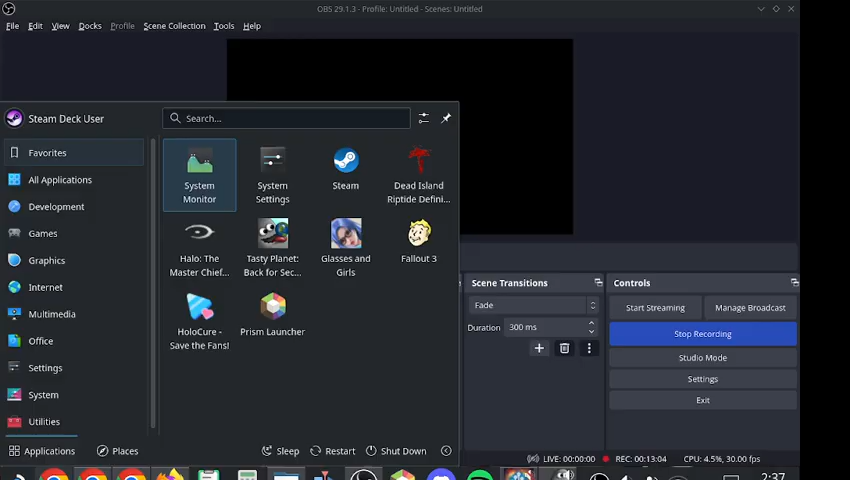 OBS 29.1.3 - Profile: Untitled - Scenes: Untitled
File Edit View Docks Profile Scene Collection Tools Help
Steam Deck User
Search...
Favorites
All Applications
Development
Games
Graphics
Internet
Multimedia
Office
Settings
System
Utilities
System
Monitor
System
Settings
Steam
Dead Island
Riptide Defini...
Halo: The
Master Chief...
Tasty Planet:
Back for Sec...
Glasses and
Girls
Fallout 3
HoloCure -
Save the Fans!
Prism Launcher
Applications Places
Sleep Restart Shut Down
Scene Transitions
Fade
Duration 300 ms
Controls
Start Streaming Manage Broadcast
Stop Recording
Studio Mode
Settings
Exit
LIVE: 00:00:00 REC: 00:13:04 CPU: 4.5%, 30.00 fps
2:37